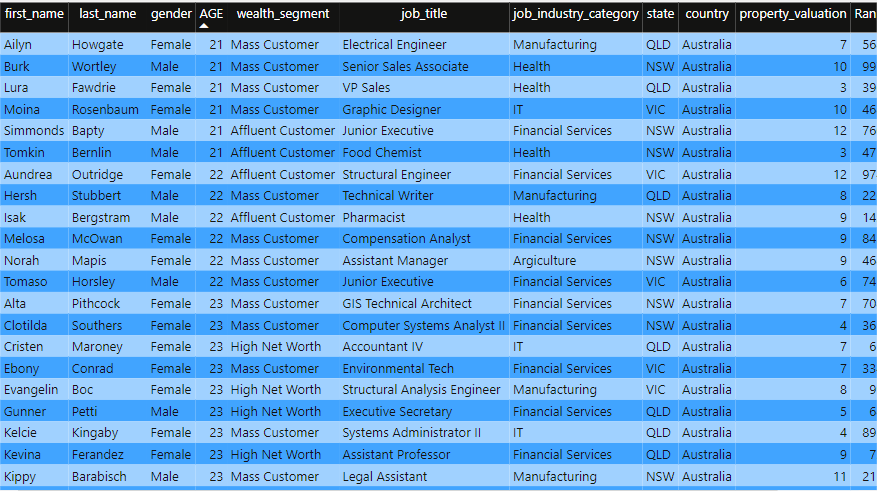 first_name last_name gender AGE wealth_segment job_title job_industry_category state country property_valuation Ran
Ailyn Howgate Female 21 Mass Customer Electrical Engineer Manufacturing QLD Australia 7 56
Burk Wortley Male 21 Mass Customer Senior Sales Associate Health NSW Australia 10 99
Lura Fawdrie Female 21 Mass Customer VP Sales Health QLD Australia 3 39
Moina Rosenbaum Female 21 Mass Customer Graphic Designer IT VIC Australia 10 46
Simmonds Bapty Male 21 Affluent Customer Junior Executive Financial Services NSW Australia 12 76
Tomkin Bernlin Male 21 Affluent Customer Food Chemist Health NSW Australia 3 47
Aundrea Outridge Female 22 Affluent Customer Structural Engineer Financial Services VIC Australia 12 97
Hersh Stubbert Male 22 Mass Customer Technical Writer Manufacturing QLD Australia 8 22
Isak Bergstram Male 22 Affluent Customer Pharmacist Health NSW Australia 9 14
Melosa McOwan Female 22 Mass Customer Compensation Analyst Financial Services NSW Australia 9 84
Norah Mapis Female 22 Mass Customer Assistant Manager Argiculture NSW Australia 9 46
Tomaso Horsley Male 22 Mass Customer Junior Executive Financial Services VIC Australia 6 74
Alta Pithcock Female 23 Mass Customer GIS Technical Architect Financial Services NSW Australia 7 70
Clotilda Southers Female 23 Mass Customer Computer Systems Analyst II Financial Services NSW Australia 4 36
Cristen Maroney Female 23 High Net Worth Accountant IV IT QLD Australia 7 6
Ebony Conrad Female 23 Mass Customer Environmental Tech Financial Services VIC Australia 7 33
Evangelin Boc Female 23 High Net Worth Structural Analysis Engineer Manufacturing VIC Australia 8 9
Gunner Petti Male 23 High Net Worth Executive Secretary Financial Services QLD Australia 5 6
Kelcie Kingaby Female 23 Mass Customer Systems Administrator II IT QLD Australia 4 89
Kevina Ferandez Female 23 High Net Worth Assistant Professor Financial Services QLD Australia 9 7
Kippy Barabisch Male 23 Mass Customer Legal Assistant Manufacturing NSW Australia 11 21